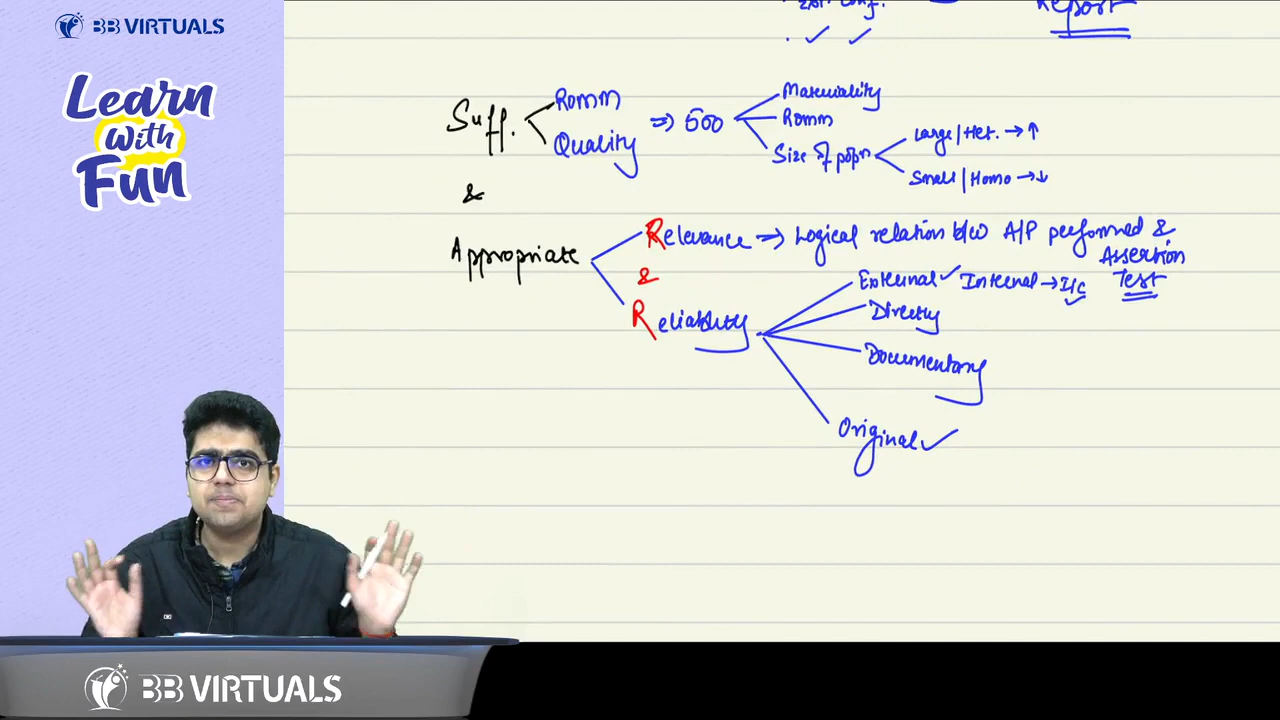 BB VIRTUALS
Learn
With
Fun
Report
Suff.
Romm
Quality
=> 500
Materiality
Romm
Size of popn
Large/Het. → ↑
Small/Homo → ↓
&
Appropriate
Relevance => Logical relation b/w A/P performed &
Assertion
Test
&
Reliability
External ✓ Internal → I/C
Directly
Documentary
Original ✓
BB VIRTUALS